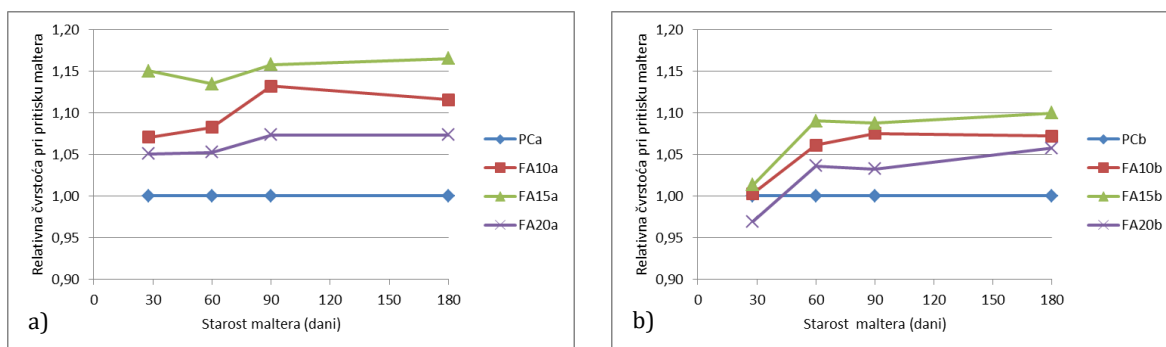 Relativna čvrstoća pri pritisku maltera
1,20
1,15
1,10
1,05
1,00
0,95
0,90
0 30 60 90 120 150 180
Starost maltera (dani)
a)
PCa
FA10a
FA15a
FA20a
Relativna čvrstoća pri pritisku maltera
1,20
1,15
1,10
1,05
1,00
0,95
0,90
0 30 60 90 120 150 180
Starost maltera (dani)
b)
PCb
FA10b
FA15b
FA20b